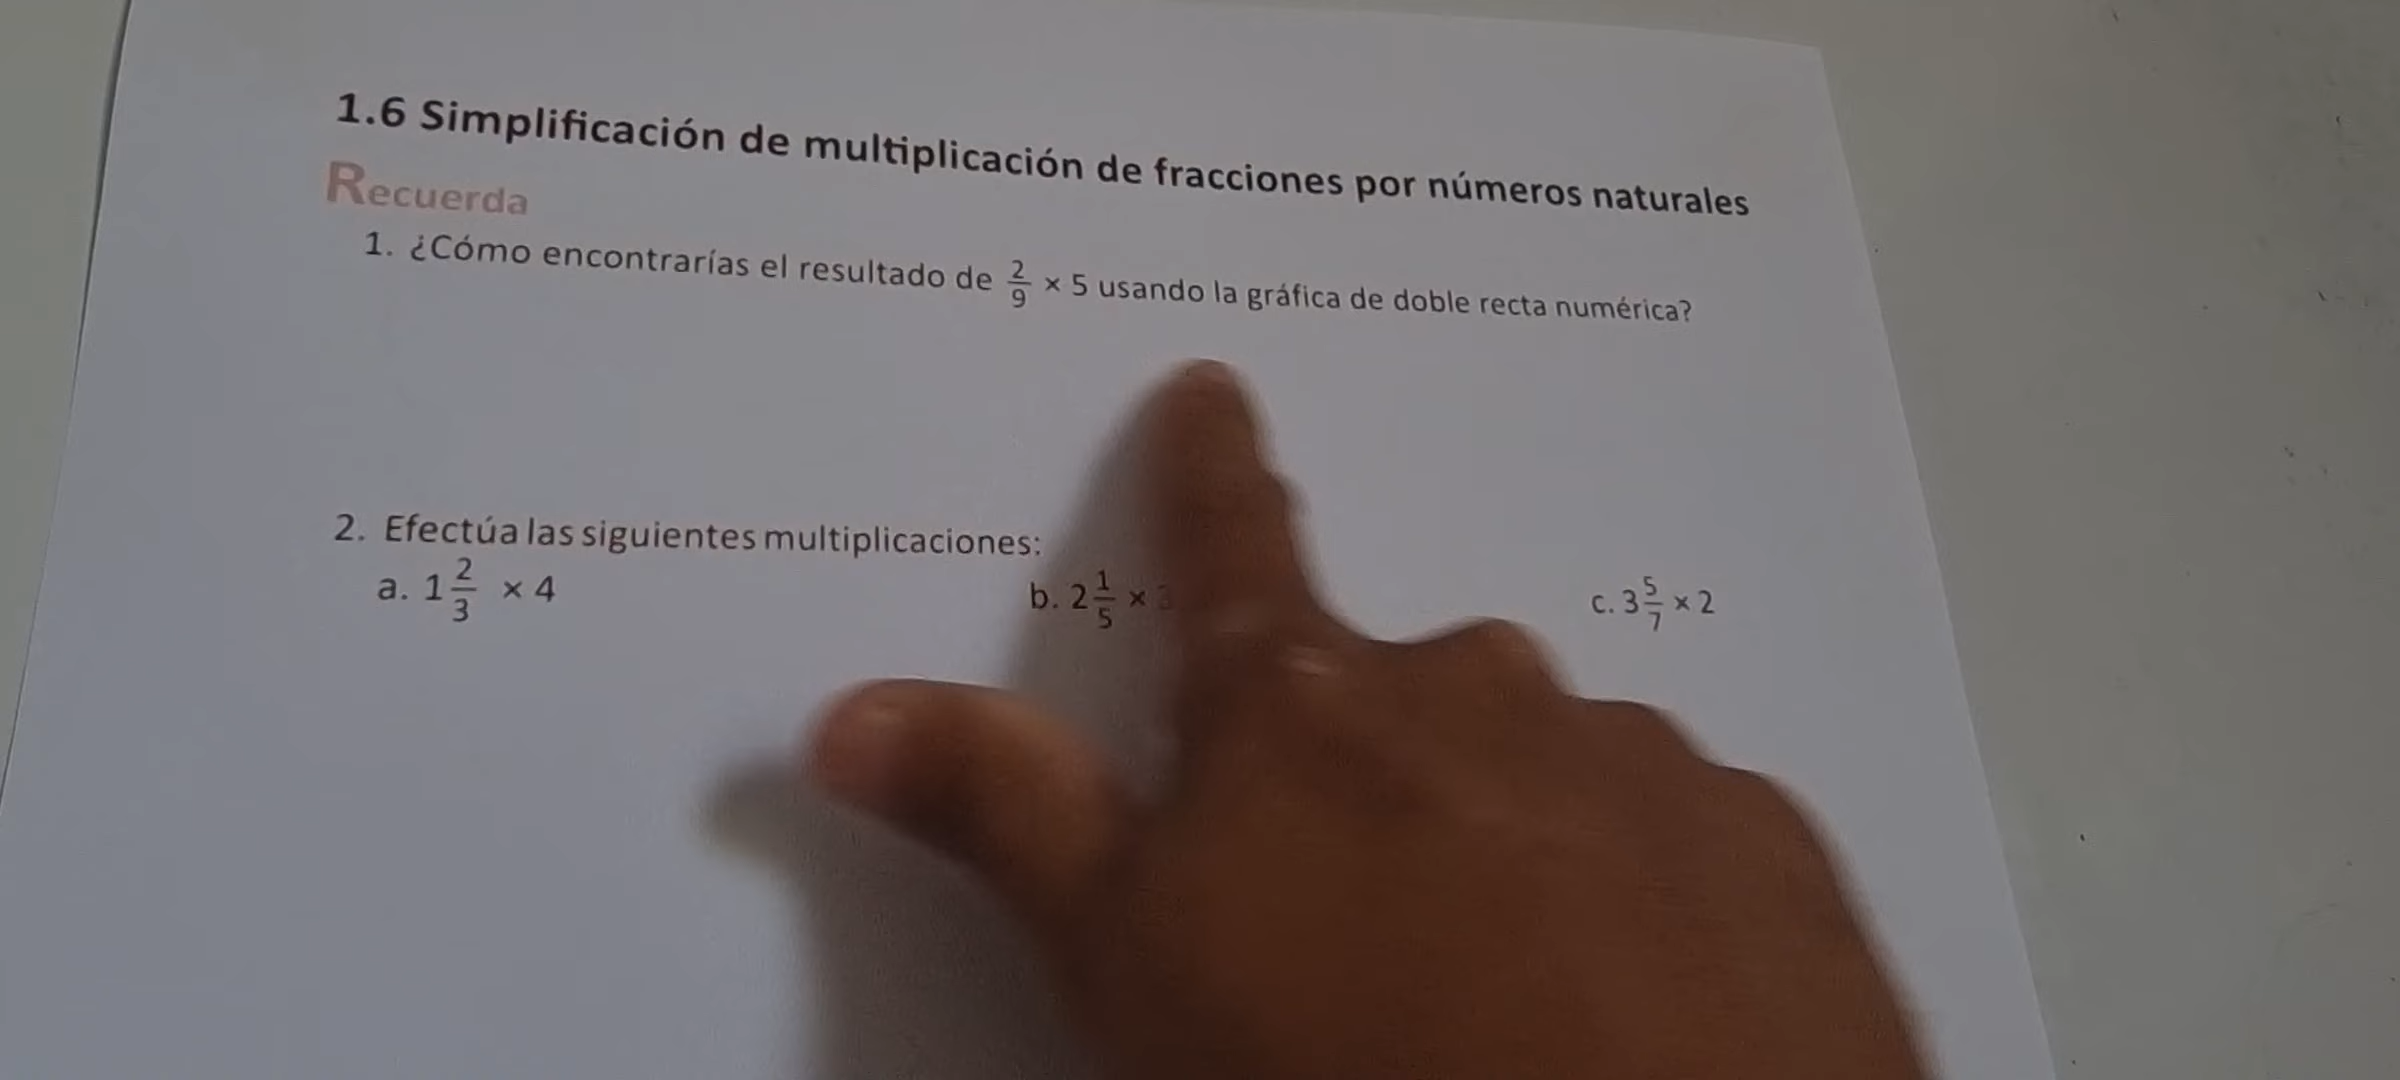 1.6 Simplificación de multiplicación de fracciones por números naturales
Recuerda
1. ¿Cómo encontrarías el resultado de 2/9 × 5 usando la gráfica de doble recta numérica?
2. Efectúa las siguientes multiplicaciones:
a. 1 2/3 × 4 b. 2 1/5 × c. 3 5/7 × 2